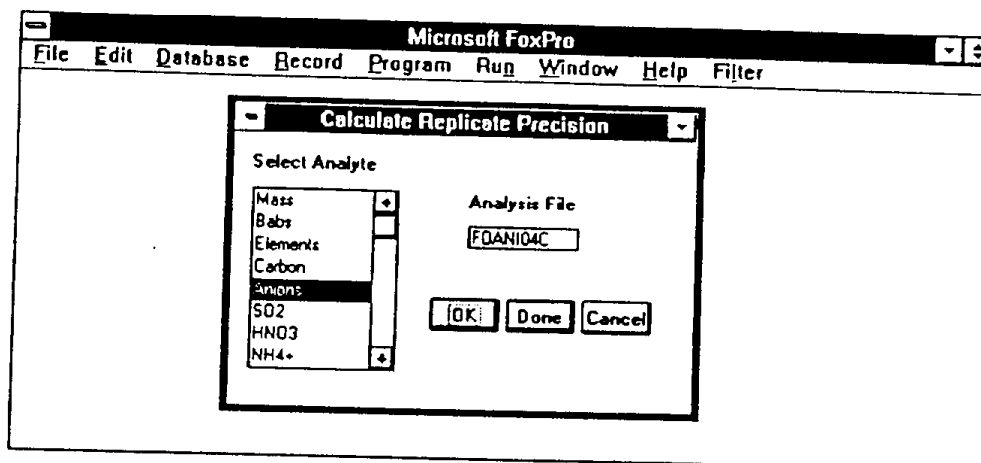 Microsoft FoxPro
File Edit Database Record Program Run Window Help Filter
Calculate Replicate Precision
Select Analyte
Mass
Babs
Elements
Carbon
Anions
SO2
HNO3
NH4+
Analysis File
FOANI04C
OK Done Cancel